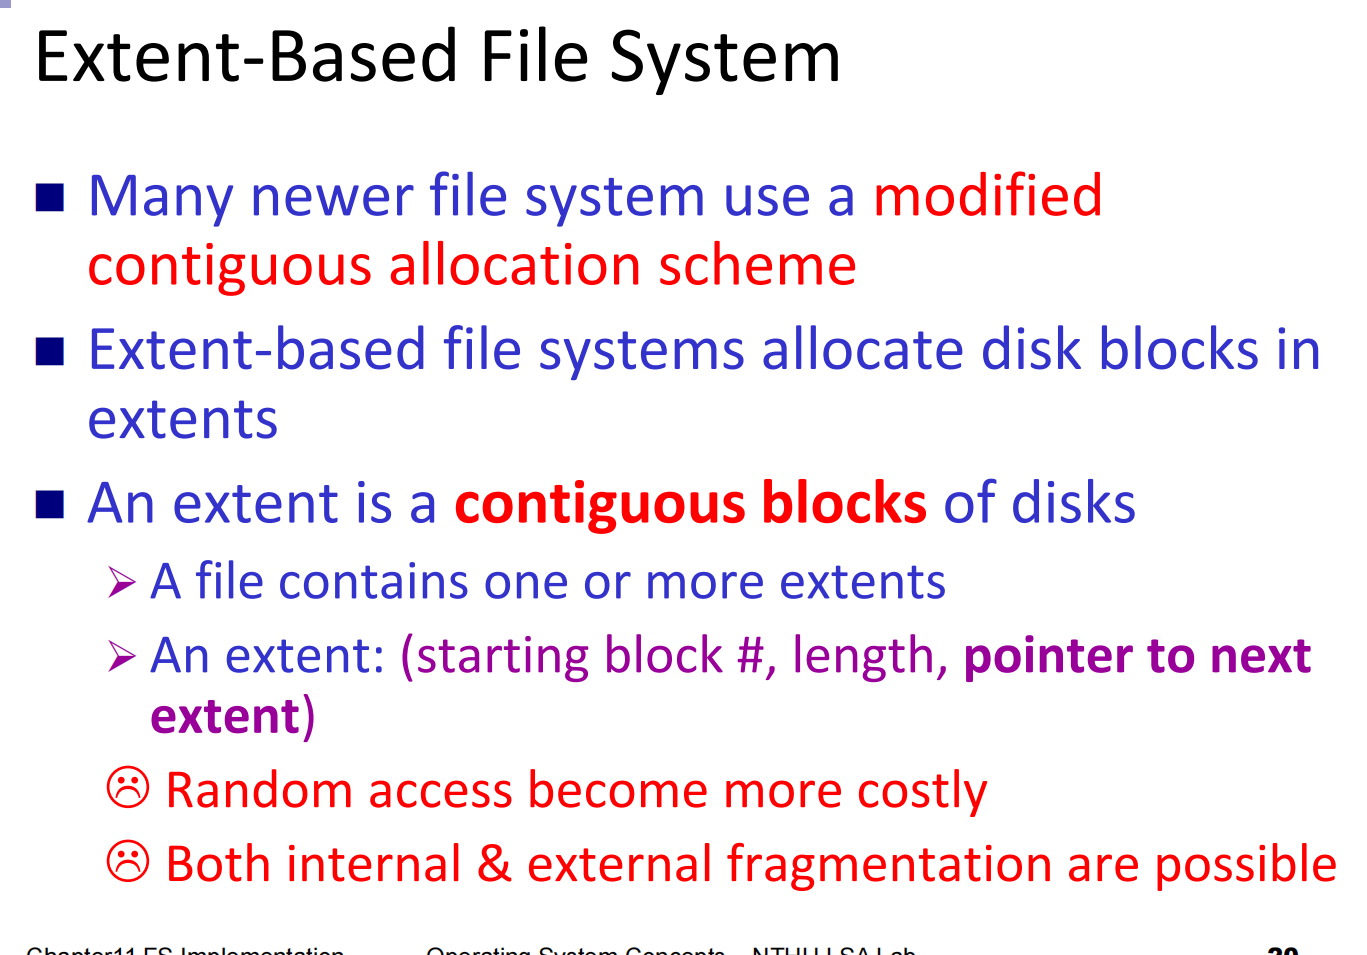 Extent-Based File System
Many newer file system use a modified
contiguous allocation scheme
Extent-based file systems allocate disk blocks in
extents
An extent is a contiguous blocks of disks
A file contains one or more extents
An extent: (starting block #, length, pointer to next
extent)
Random access become more costly
Both internal & external fragmentation are possible
Chapter11 FS Implementation Operating System Concepts – NTHU LSA Lab 20